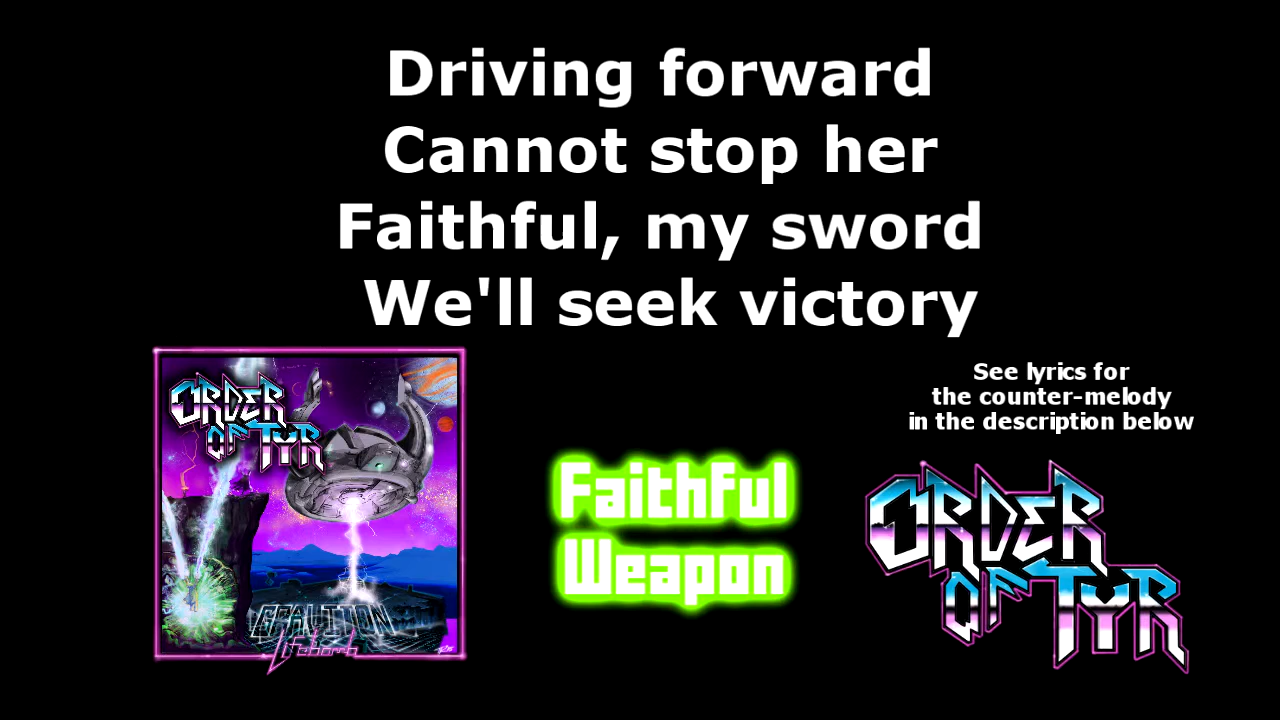 Driving forward
Cannot stop her
Faithful, my sword
We'll seek victory
See lyrics for
the counter-melody
in the description below
ORDER
OF TYR
GRAVITON
Faithful
Weapon
ORDER
OF TYR